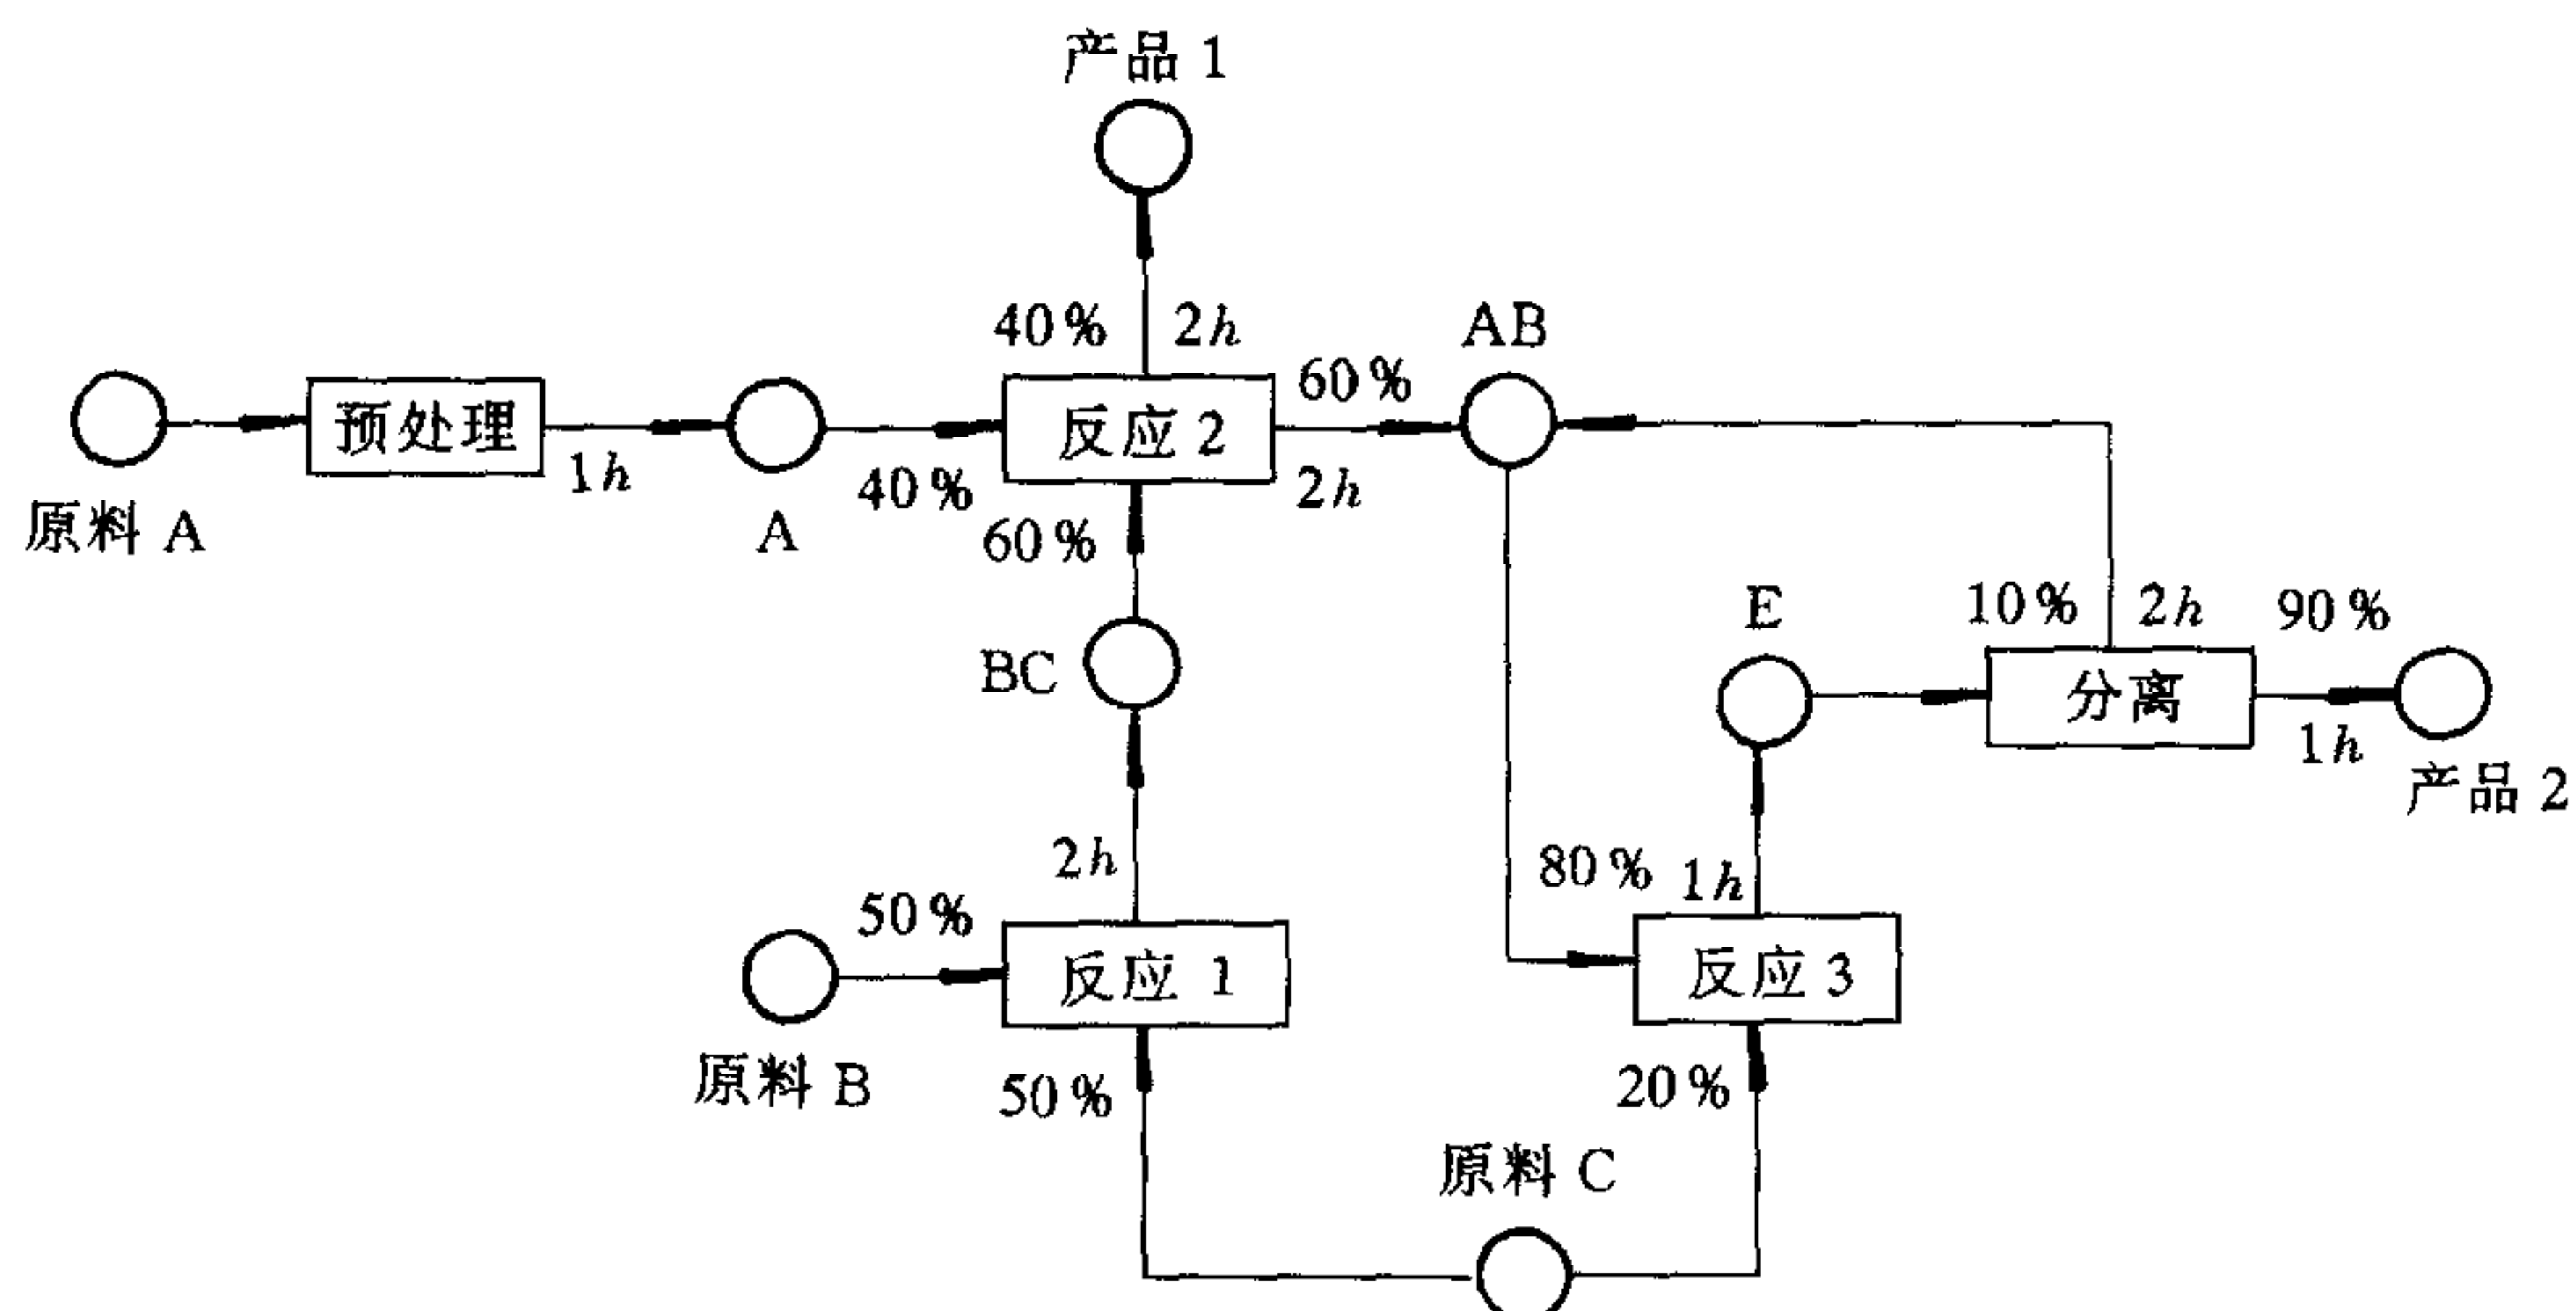 产品 1
40% 2h
AB
60%
预处理
反应 2
1h
40%
2h
原料 A
A
60%
E
10% 2h 90%
BC
分离
1h
产品 2
2h
80% 1h
50%
反应 1
反应 3
原料 B
50%
20%
原料 C